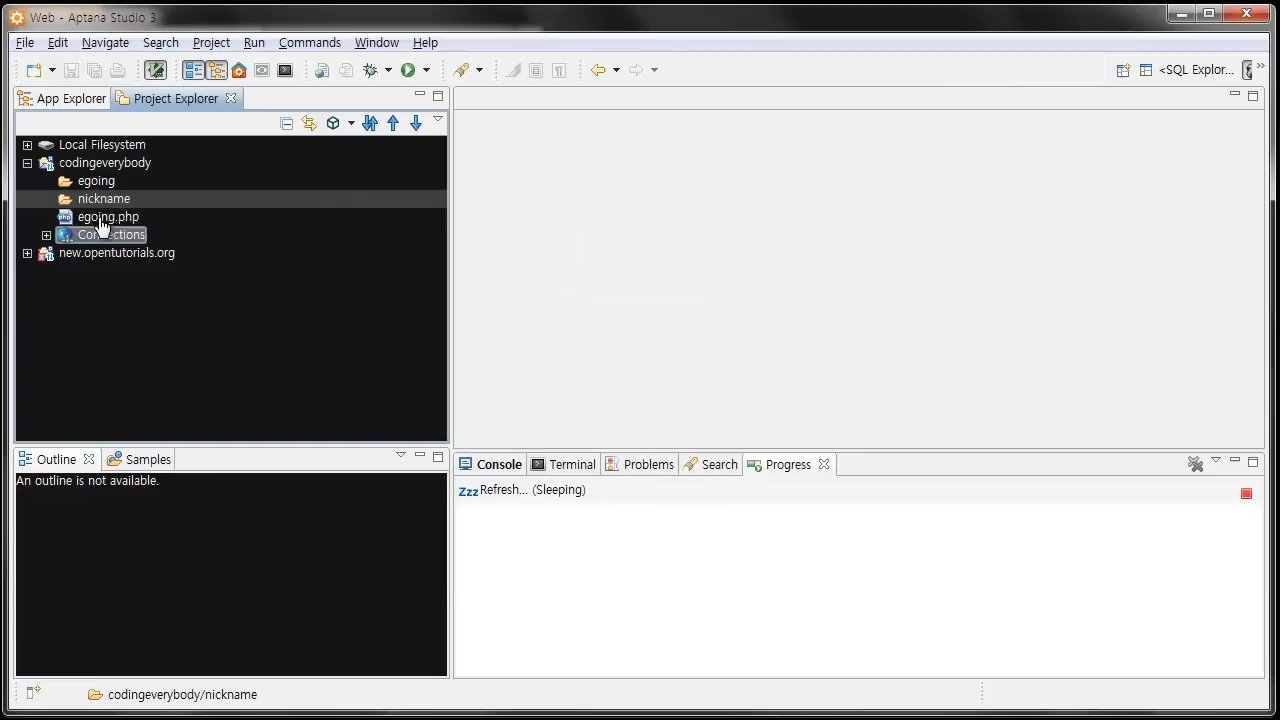 Web - Aptana Studio 3
File Edit Navigate Search Project Run Commands Window Help
<SQL Explor...
App Explorer Project Explorer
Local Filesystem
codingeverybody
egoing
nickname
egoing.php
Connections
new.opentutorials.org
Outline Samples
An outline is not available.
Console Terminal Problems Search Progress
Zzz Refresh... (Sleeping)
codingeverybody/nickname